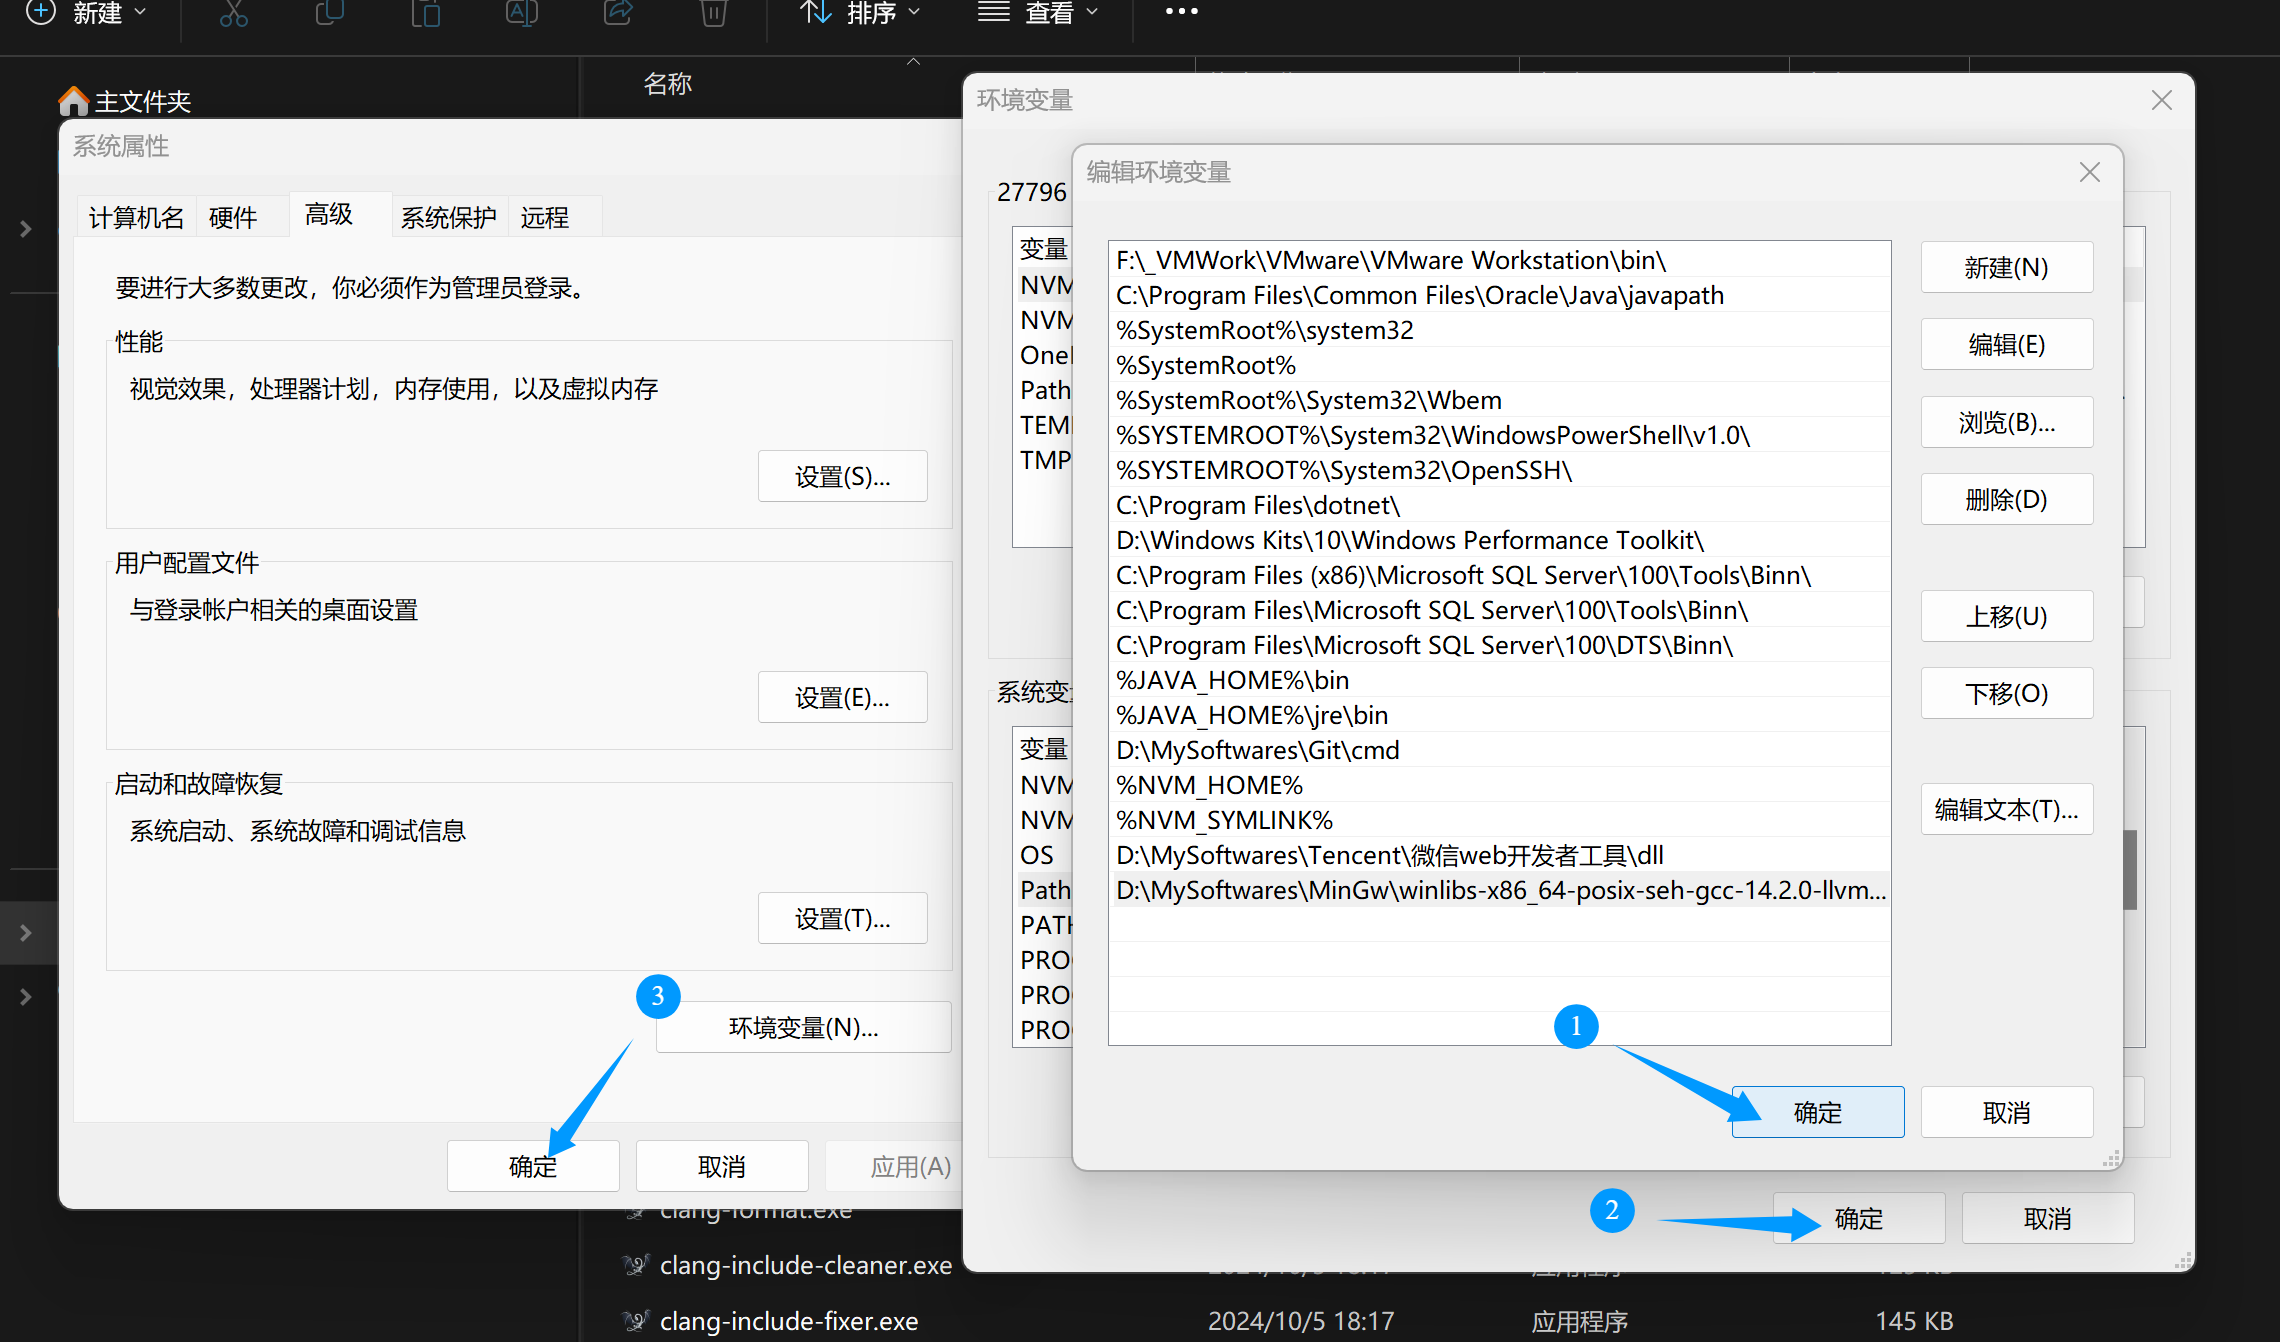 新建
排序
查看
主文件夹
名称
系统属性
计算机名
硬件
高级
系统保护
远程
要进行大多数更改，你必须作为管理员登录。
性能
视觉效果，处理器计划，内存使用，以及虚拟内存
设置(S)...
用户配置文件
与登录帐户相关的桌面设置
设置(E)...
启动和故障恢复
系统启动、系统故障和调试信息
设置(T)...
3
环境变量(N)...
确定
取消
应用(A)
环境变量
27796
变量
NVM
NVM
One
Path
TEM
TMP
系统变
变量
NVM
NVM
OS
Path
PATH
PRO
PRO
PRO
2
确定
取消
编辑环境变量
F:\_VMWork\VMware\VMware Workstation\bin\
C:\Program Files\Common Files\Oracle\Java\javapath
%SystemRoot%\system32
%SystemRoot%
%SystemRoot%\System32\Wbem
%SYSTEMROOT%\System32\WindowsPowerShell\v1.0\
%SYSTEMROOT%\System32\OpenSSH\
C:\Program Files\dotnet\
D:\Windows Kits\10\Windows Performance Toolkit\
C:\Program Files (x86)\Microsoft SQL Server\100\Tools\Binn\
C:\Program Files\Microsoft SQL Server\100\Tools\Binn\
C:\Program Files\Microsoft SQL Server\100\DTS\Binn\
%JAVA_HOME%\bin
%JAVA_HOME%\jre\bin
D:\MySoftwares\Git\cmd
%NVM_HOME%
%NVM_SYMLINK%
D:\MySoftwares\Tencent\微信web开发者工具\dll
D:\MySoftwares\MinGw\winlibs-x86_64-posix-seh-gcc-14.2.0-llvm...
新建(N)
编辑(E)
浏览(B)...
删除(D)
上移(U)
下移(O)
编辑文本(T)...
1
确定
取消
clang-format.exe
clang-include-cleaner.exe
clang-include-fixer.exe 2024/10/5 18:17 应用程序 145 KB